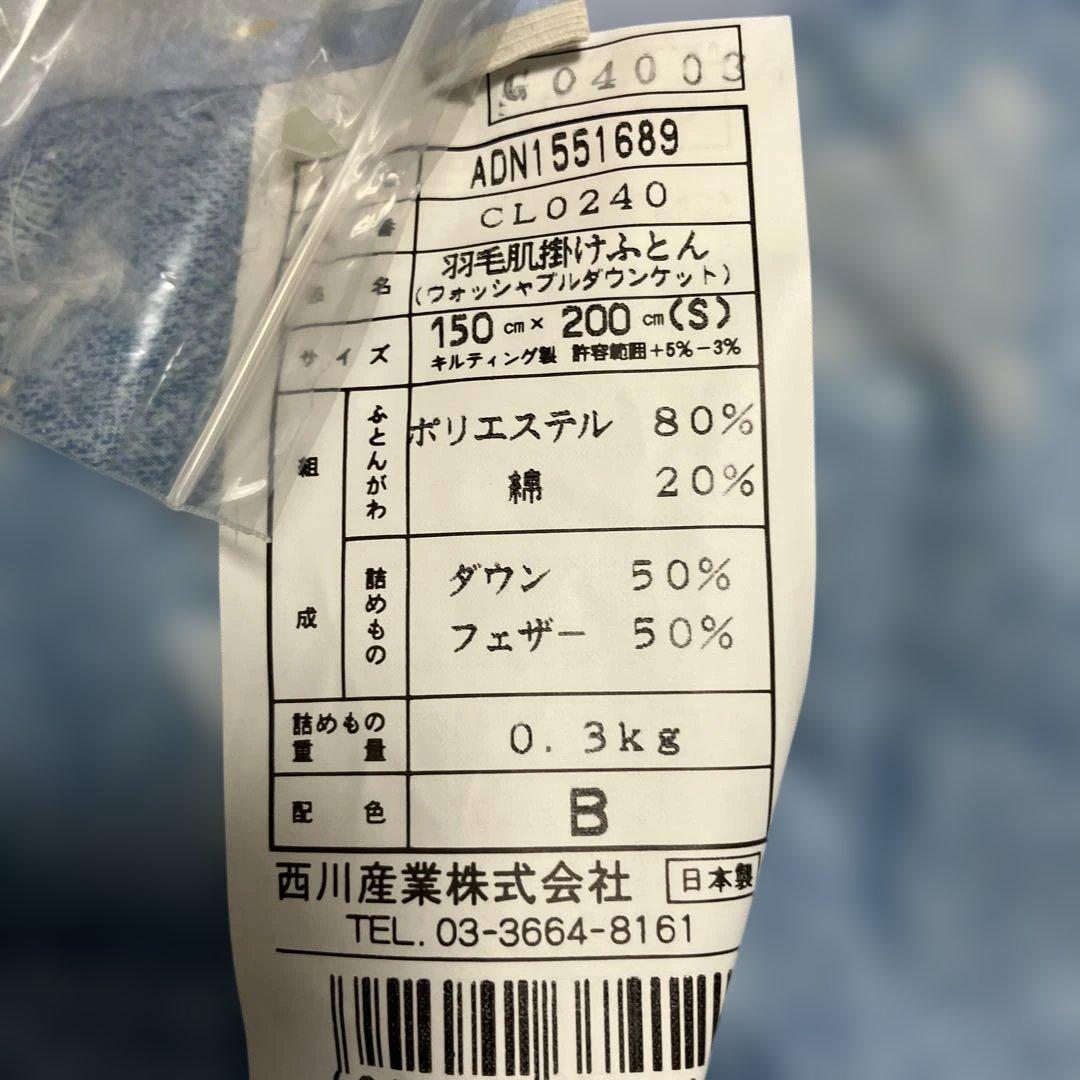 G04003
ADN1551689
CL0240
名 羽毛肌掛けふとん
(ウォッシャブルダウンケット)
サイズ 150cm×200cm(S)
キルティング製 許容範囲+5%-3%
組成 ふとんがわ ポリエステル 80%
綿 20%
詰めもの ダウン 50%
フェザー 50%
詰めもの重量 0.3kg
配色 B
西川産業株式会社 日本製
TEL. 03-3664-8161